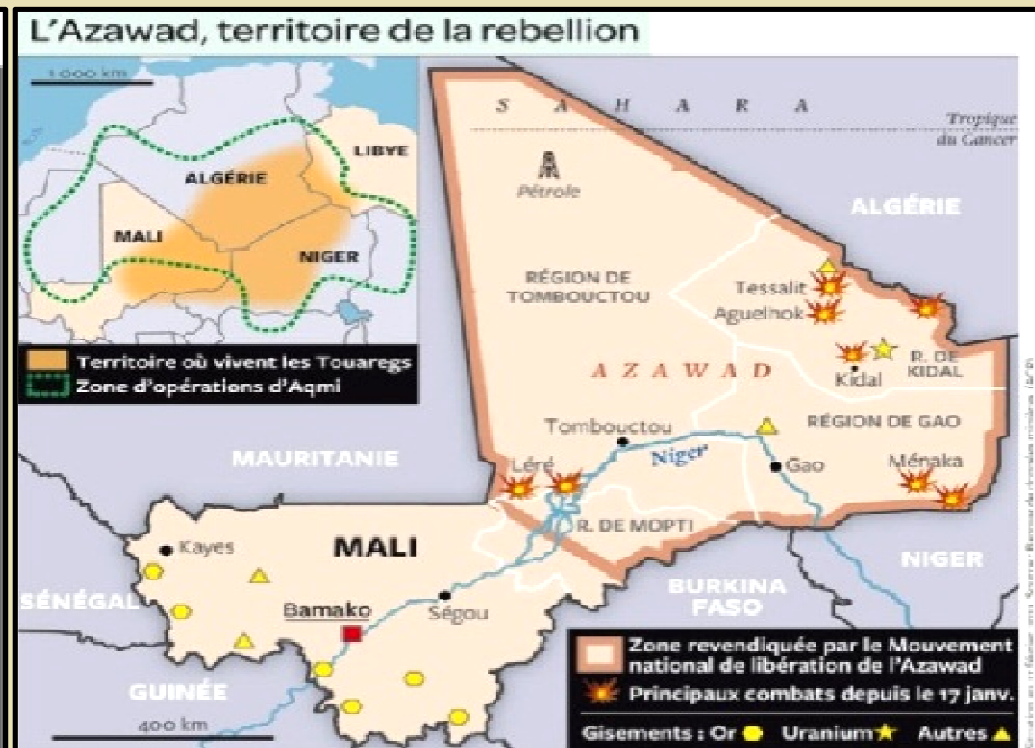 L'Azawad, territoire de la rebellion
1 000 km
LIBYE
ALGÉRIE
MALI
NIGER
Territoire où vivent les Touaregs
Zone d'opérations d'Aqmi
SAHARA
Tropique
du Cancer
Pétrole
ALGÉRIE
RÉGION DE
TOMBOUCTOU
Tessalit
Aguelhok
AZAWAD
R. DE
KIDAL
Kidal
RÉGION DE GAO
Tombouctou
Niger
Gao
Ménaka
MAURITANIE
Léré
R. DE MOPTI
Kayes
MALI
NIGER
SÉNÉGAL
Bamako
Ségou
BURKINA
FASO
GUINÉE
400 km
Zone revendiquée par le Mouvement
national de libération de l'Azawad
Principaux combats depuis le 17 janv.
Gisements : Or Uranium Autres